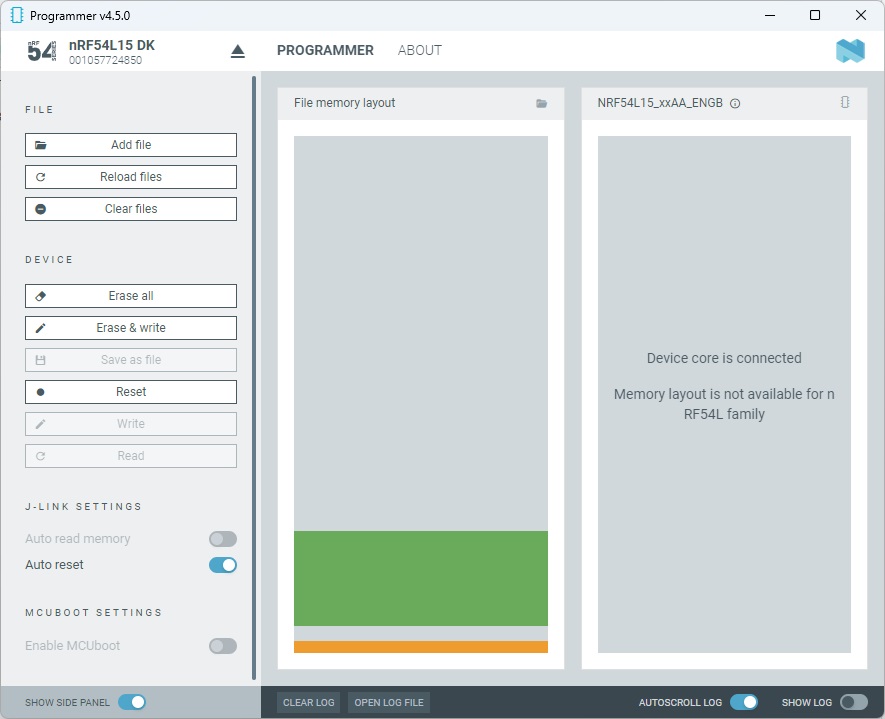 Programmer v4.5.0
nRF
54
SERIES
nRF54L15 DK
001057724850
PROGRAMMER
ABOUT
FILE
Add file
Reload files
Clear files
DEVICE
Erase all
Erase & write
Save as file
Reset
Write
Read
J-LINK SETTINGS
Auto read memory
Auto reset
MCUBOOT SETTINGS
Enable MCUboot
SHOW SIDE PANEL
File memory layout
NRF54L15_xxAA_ENGB
Device core is connected
Memory layout is not available for n
RF54L family
CLEAR LOG
OPEN LOG FILE
AUTOSCROLL LOG
SHOW LOG